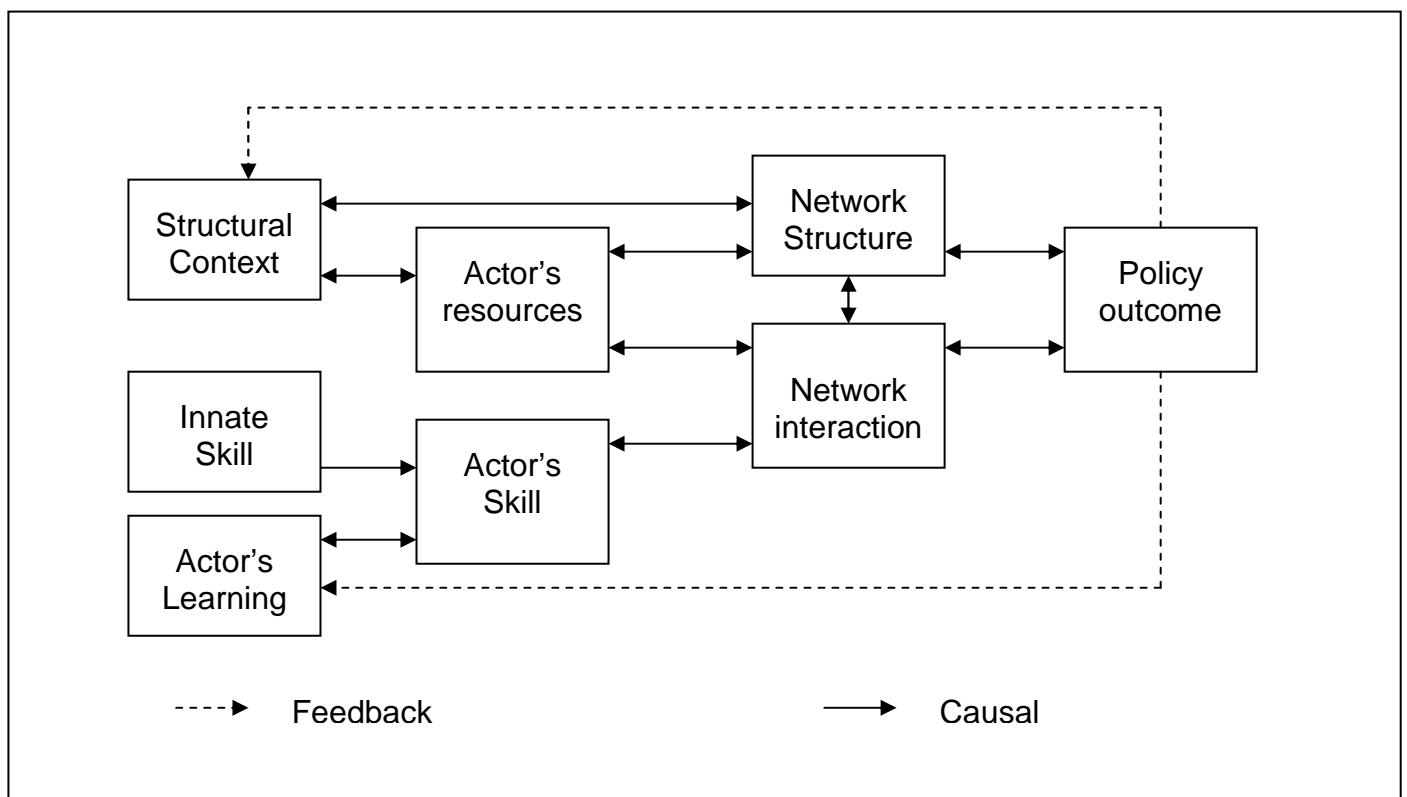 Structural
Context
Actor’s
resources
Network
Structure
Policy
outcome
Innate
Skill
Actor’s
Skill
Network
interaction
Actor’s
Learning
Feedback
Causal